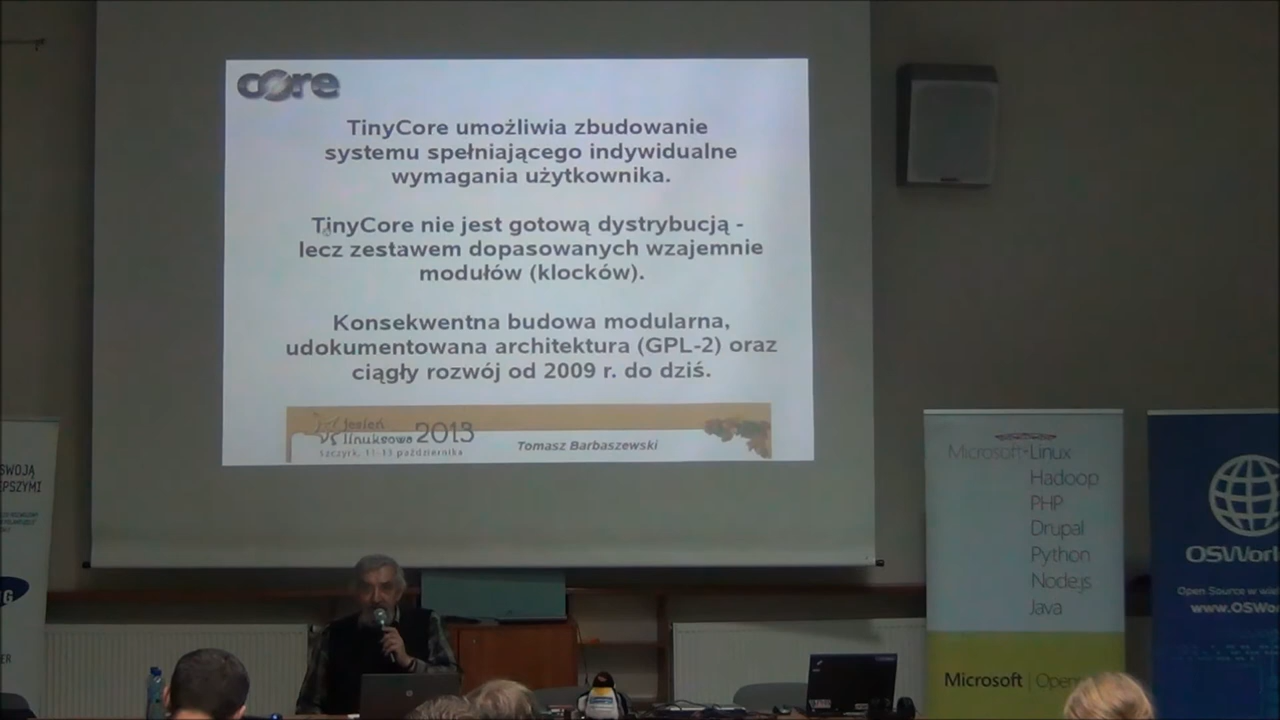 core
TinyCore umożliwia zbudowanie
systemu spełniającego indywidualne
wymagania użytkownika.
TinyCore nie jest gotową dystrybucją -
lecz zestawem dopasowanych wzajemnie
modułów (klocków).
Konsekwentna budowa modularna,
udokumentowana architektura (GPL-2) oraz
ciągły rozwój od 2009 r. do dziś.
jesień
linuksowa 2013
Szczyrk, 11-13 października
Tomasz Barbaszewski
SWOJĄ
Microsoft+Linux
Hadoop
PHP
Drupal
Python
Nodejs
Java
Microsoft | Open
OSWorl
Open Source w
www.OSWo